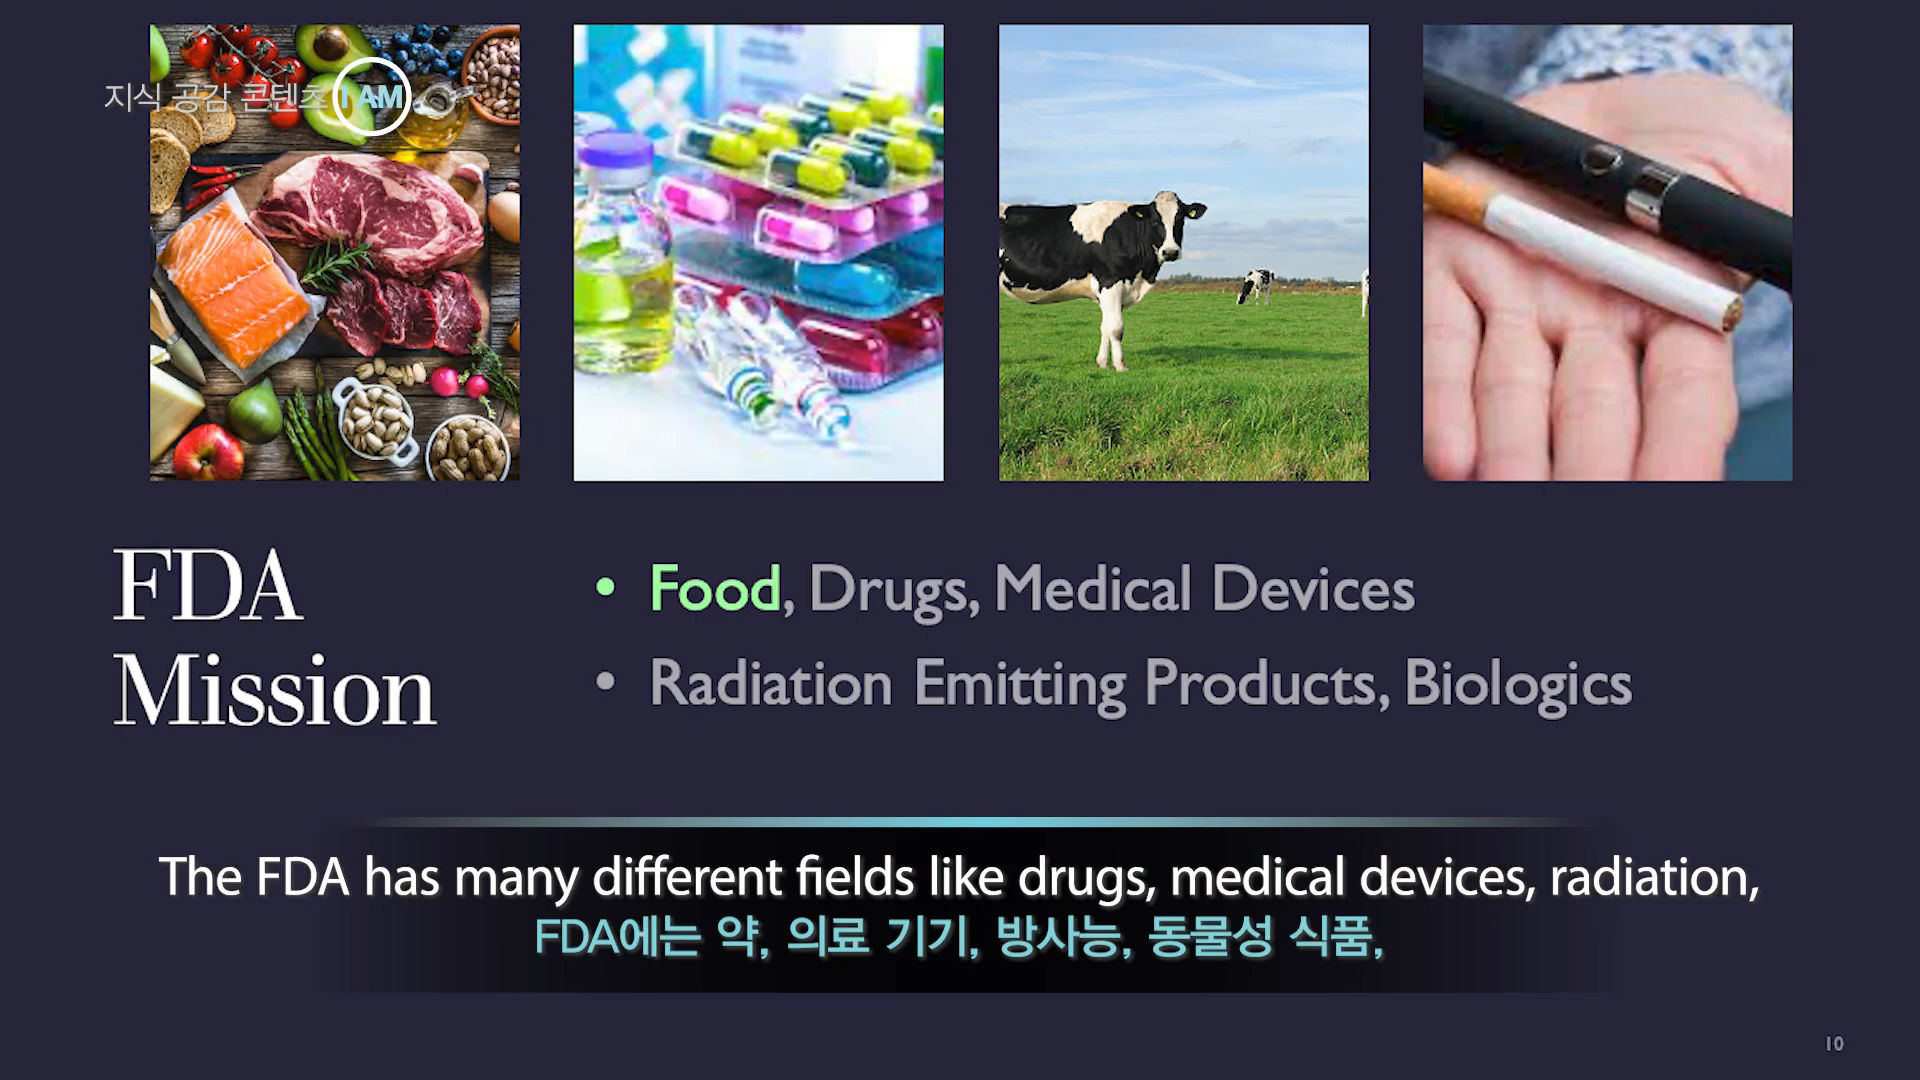 지식 공감 콘텐츠 I AM
FDA
Mission
• Food, Drugs, Medical Devices
• Radiation Emitting Products, Biologics
The FDA has many different fields like drugs, medical devices, radiation,
FDA에는 약, 의료 기기, 방사능, 동물성 식품,
10